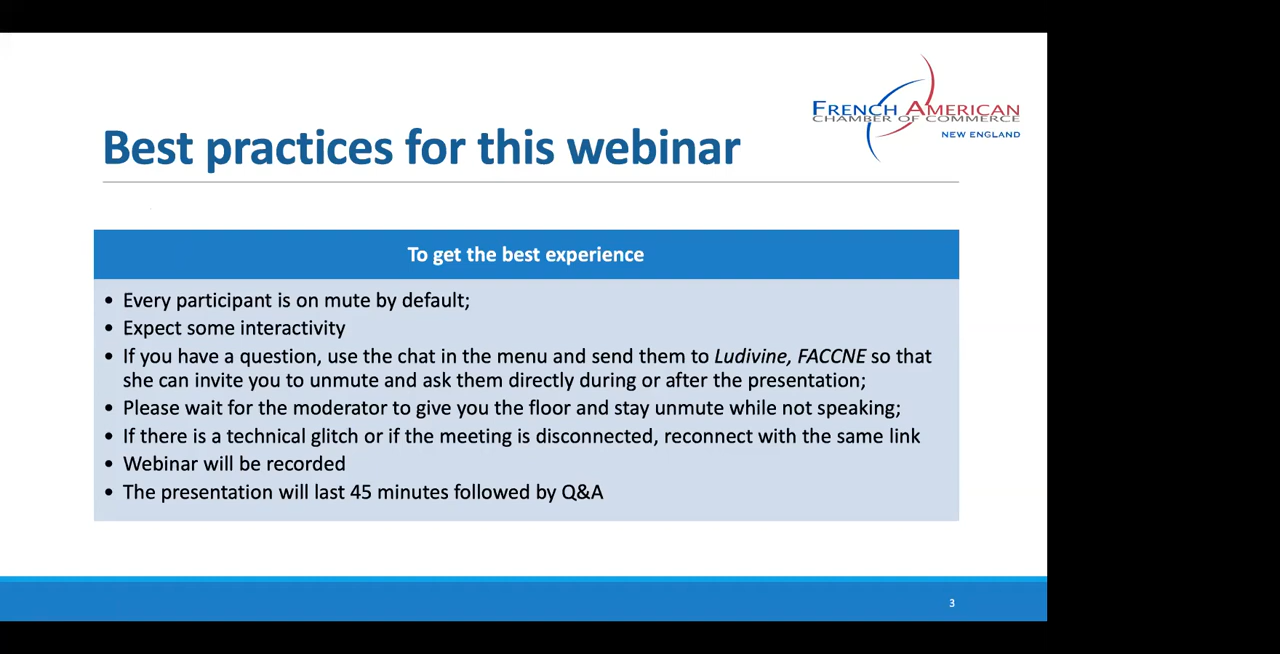 FRENCH AMERICAN
CHAMBER OF COMMERCE
NEW ENGLAND
Best practices for this webinar
To get the best experience
• Every participant is on mute by default;
• Expect some interactivity
• If you have a question, use the chat in the menu and send them to Ludivine, FACCNE so that
she can invite you to unmute and ask them directly during or after the presentation;
• Please wait for the moderator to give you the floor and stay unmute while not speaking;
• If there is a technical glitch or if the meeting is disconnected, reconnect with the same link
• Webinar will be recorded
• The presentation will last 45 minutes followed by Q&A
3